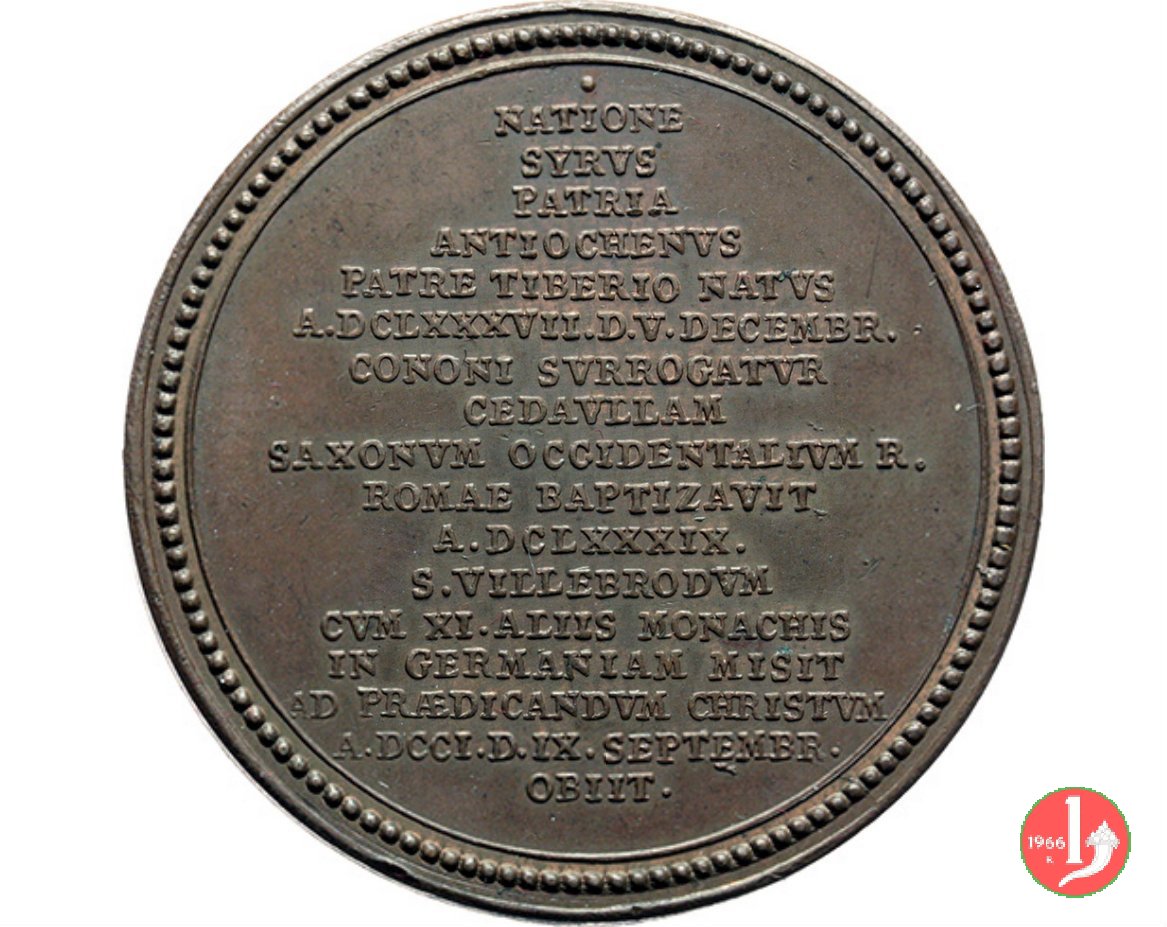 NATIONE
SYRVS
PATRIA
ANTIOCHENVS
PATRE TIBERIO NATVS
A.DCLXXXVII.D.V.DECEMBR.
CONONI SVRROGATVR
CEDAVLLAM
SAXONVM OCCIDENTALIVM R.
ROMAE BAPTIZAVIT
A.DCLXXXIX.
S.VILLEBRODVM
CVM XI.ALIIS MONACHIS
IN GERMANIAM MISIT
AD PRÆDICANDVM CHRISTVM
A.DCCI.D.IX.SEPTEMBR.
OBIIT.
1966